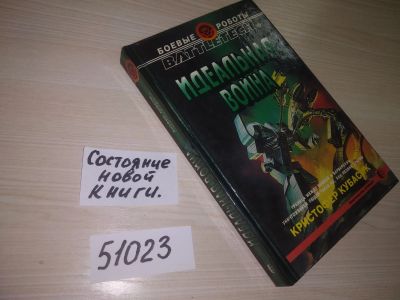 БОЕВЫЕ РОБОТЫ
BATTLETECH
ИДЕАЛЬНАЯ
ВОЙНА
КРИСТОФЕР КУБАСИК
Состояние
новой
книги.
51023